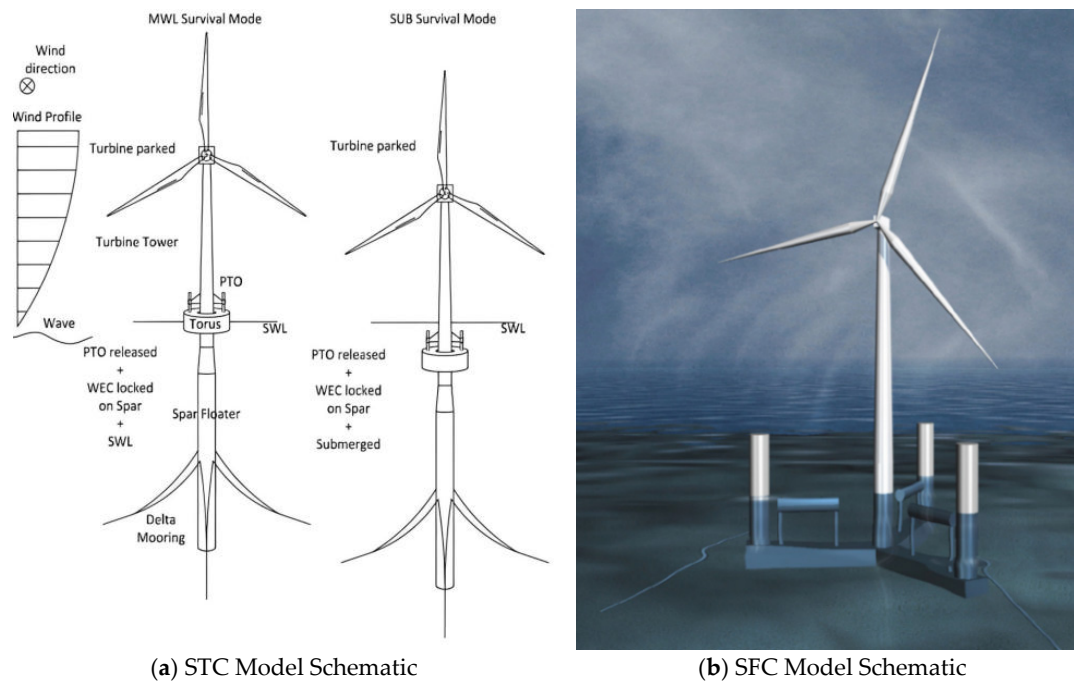 MWL Survival Mode
SUB Survival Mode
Wind
direction
Wind Profile
Turbine parked
Turbine parked
Turbine Tower
PTO
Torus
SWL
SWL
Wave
PTO released
+
WEC locked
on Spar
+
SWL
Spar Floater
PTO released
+
WEC locked
on Spar
+
Submerged
Delta
Mooring
(a) STC Model Schematic
(b) SFC Model Schematic